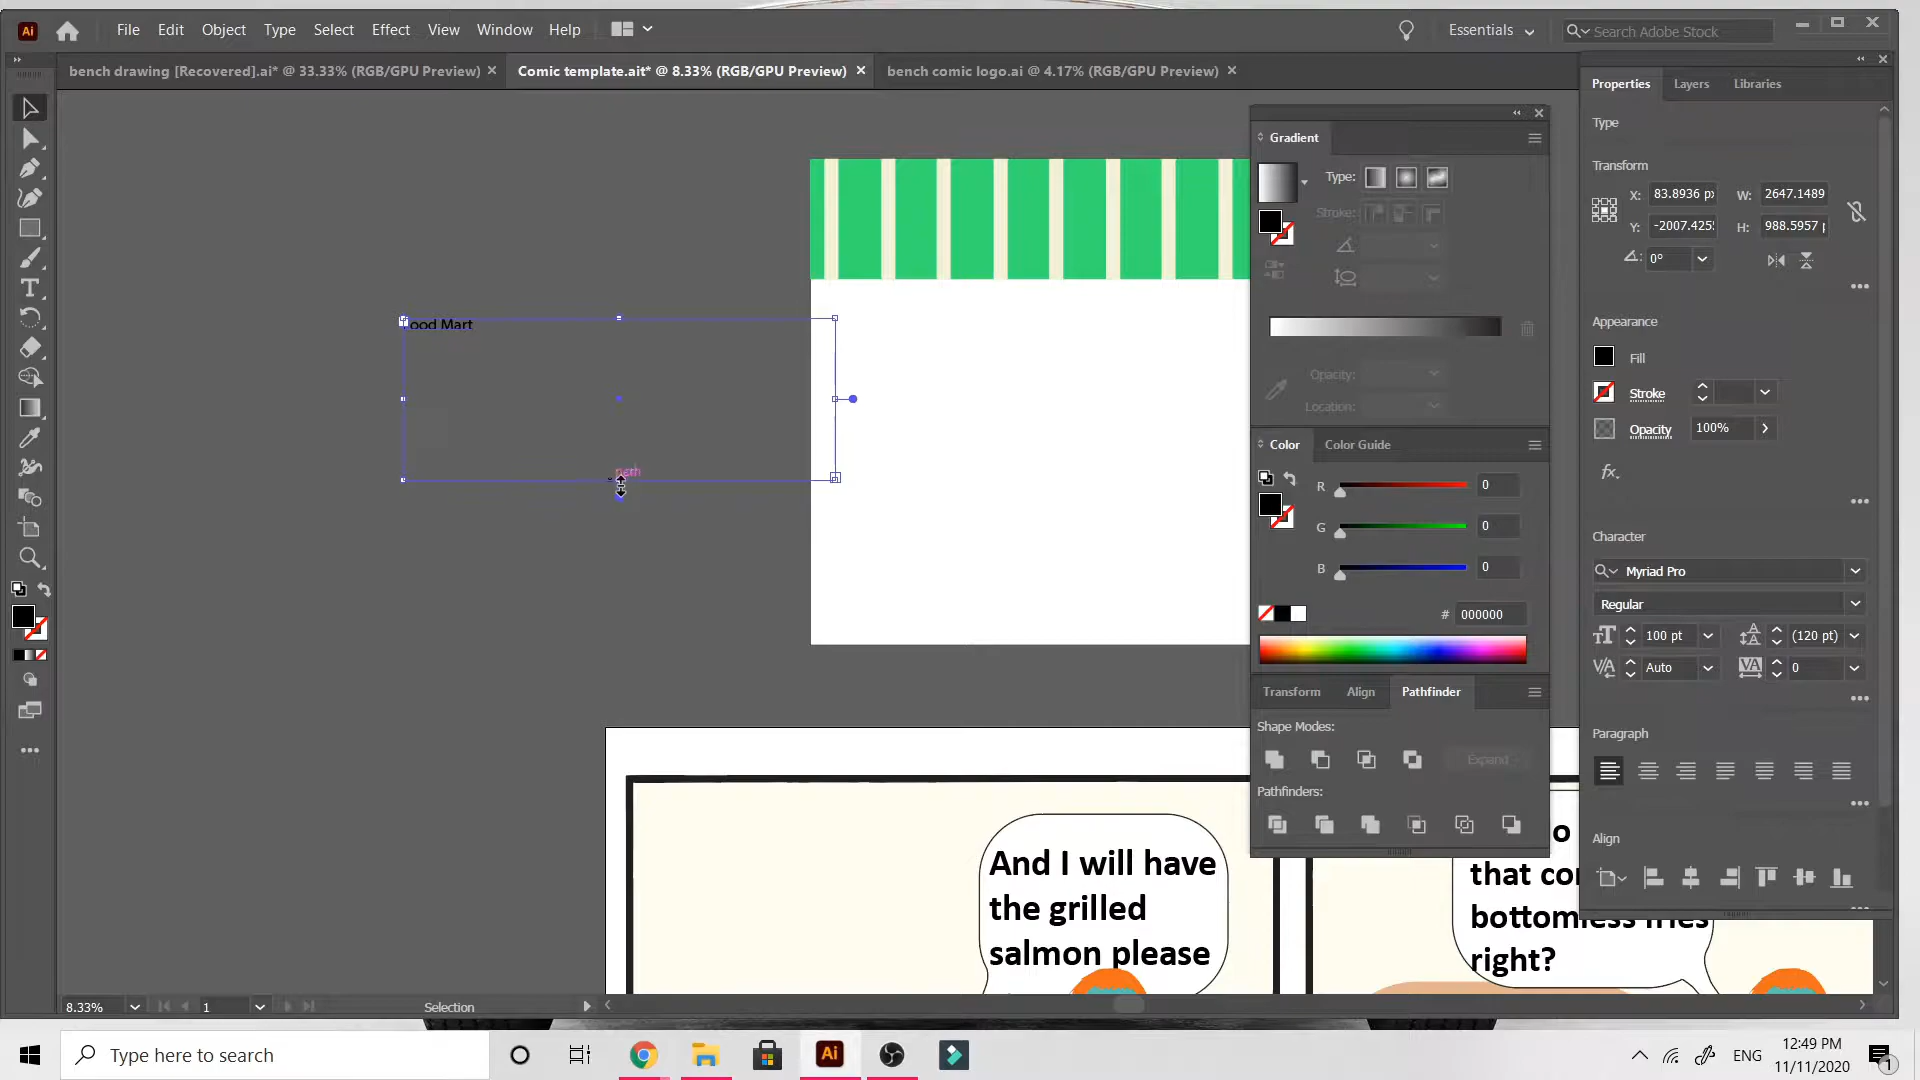 Ai
File Edit Object Type Select Effect View Window Help
Essentials
Search Adobe Stock
bench drawing [Recovered].ai* @ 33.33% (RGB/GPU Preview)
Comic template.ait* @ 8.33% (RGB/GPU Preview)
bench comic logo.ai @ 4.17% (RGB/GPU Preview)
ood Mart
path
Gradient
Type:
Stroke:
Opacity:
Location:
Color Color Guide
R 0
G 0
B 0
# 000000
Transform Align Pathfinder
Shape Modes:
Expand
Pathfinders:
Properties Layers Libraries
Type
Transform
X: 83.8936 px W: 2647.1489
Y: -2007.425 H: 988.5957 p
0°
Appearance
Fill
Stroke
Opacity 100%
fx.
Character
Myriad Pro
Regular
100 pt (120 pt)
Auto 0
Paragraph
Align
And I will have
the grilled
salmon please
o
that co
bottomless fries
right?
8.33% 1 Selection
Type here to search
Ai
ENG
12:49 PM
11/11/2020
1